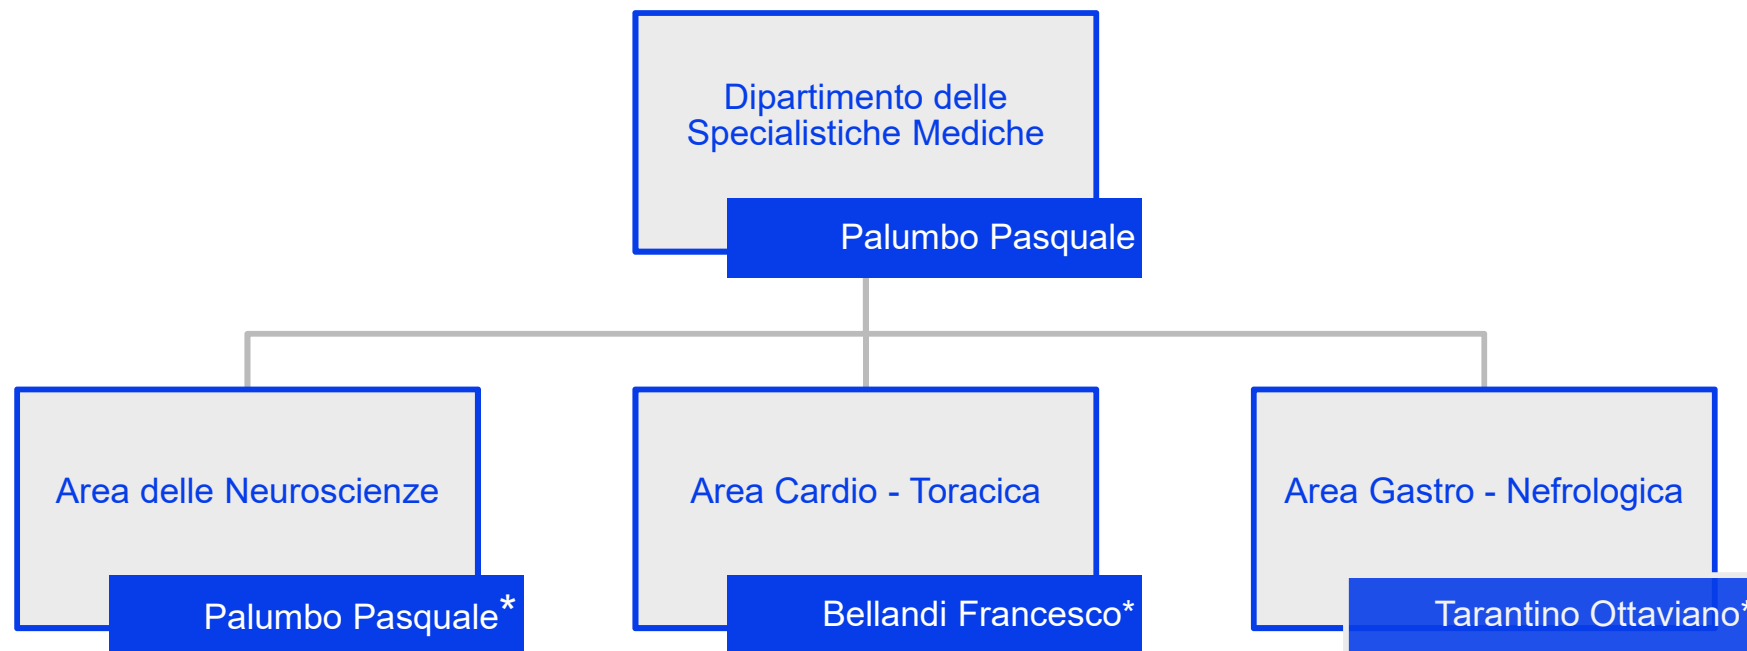 Dipartimento delle
Specialistiche Mediche
Palumbo Pasquale
Area delle Neuroscienze
Palumbo Pasquale*
Area Cardio - Toracica
Bellandi Francesco*
Area Gastro - Nefrologica
Tarantino Ottaviano*